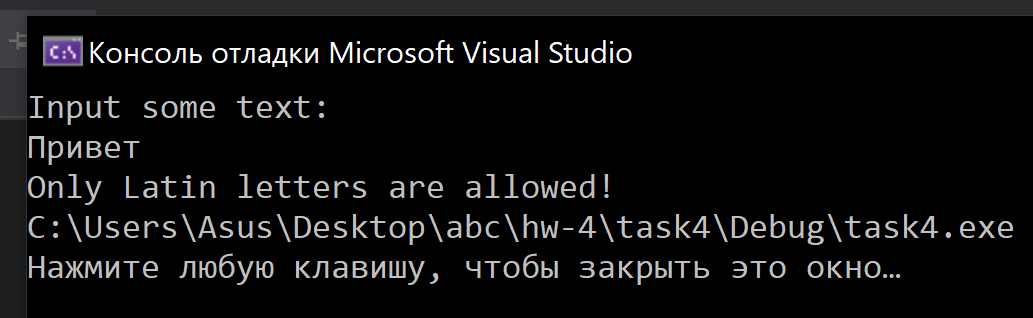 Консоль отладки Microsoft Visual Studio
Input some text:
Привет
Only Latin letters are allowed!
C:\Users\Asus\Desktop\abc\hw-4\task4\Debug\task4.exe
Нажмите любую клавишу, чтобы закрыть это окно…